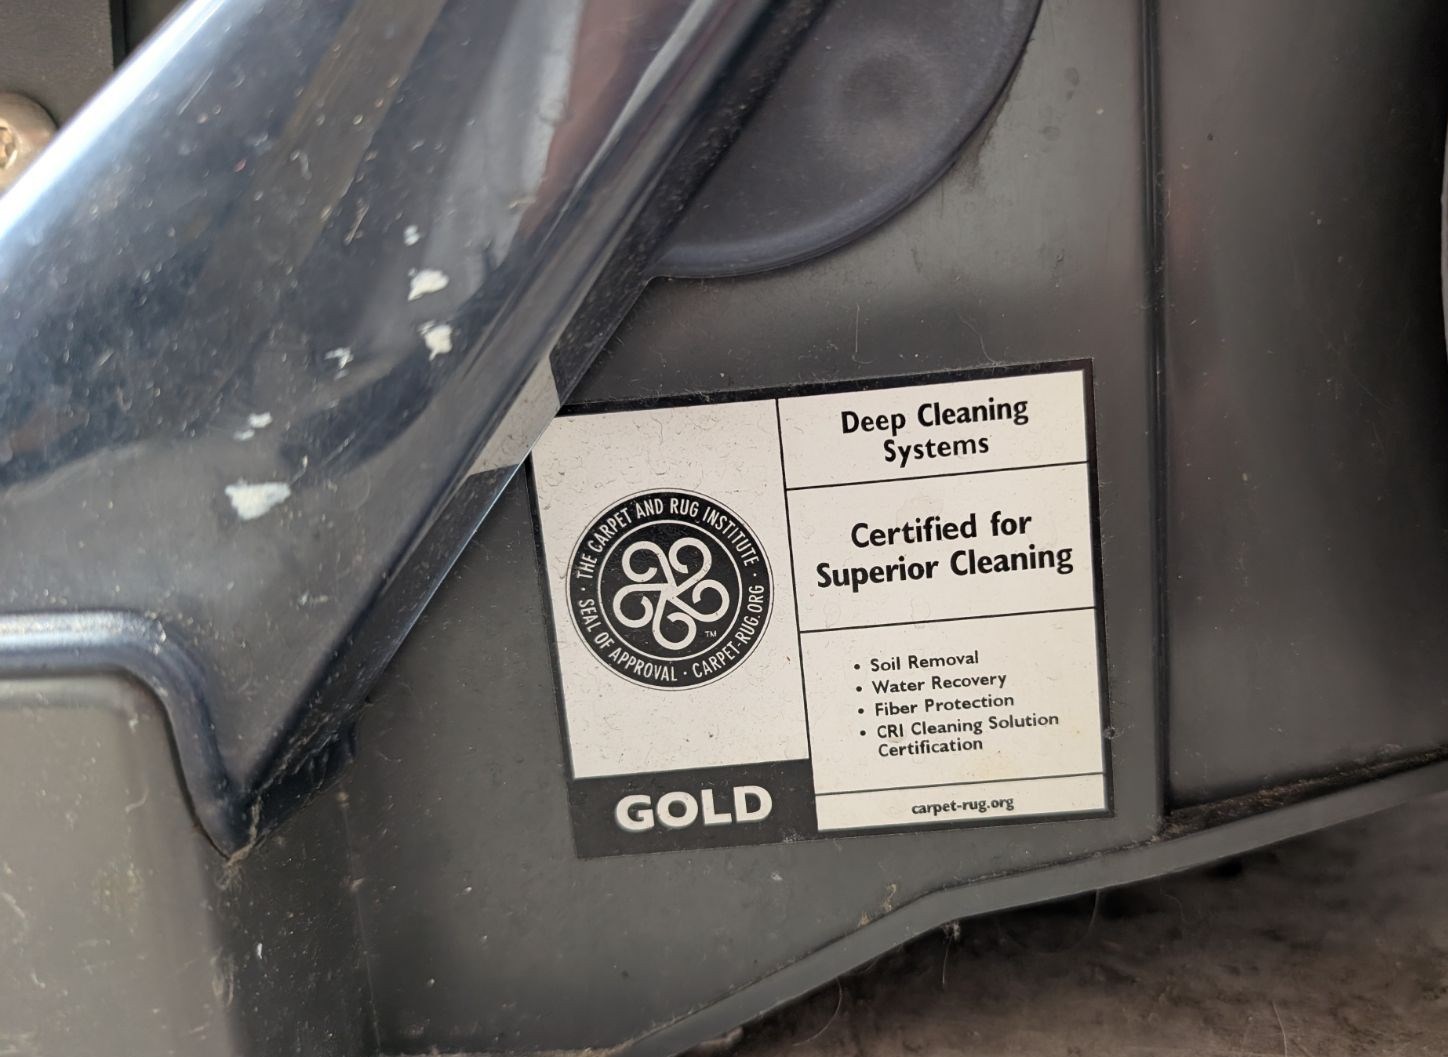 Deep Cleaning
Systems
Certified for
Superior Cleaning
THE CARPET AND RUG INSTITUTE ·
SEAL OF APPROVAL · CARPET-RUG.ORG ·
TM
• Soil Removal
• Water Recovery
• Fiber Protection
• CRI Cleaning Solution
Certification
GOLD
carpet-rug.org